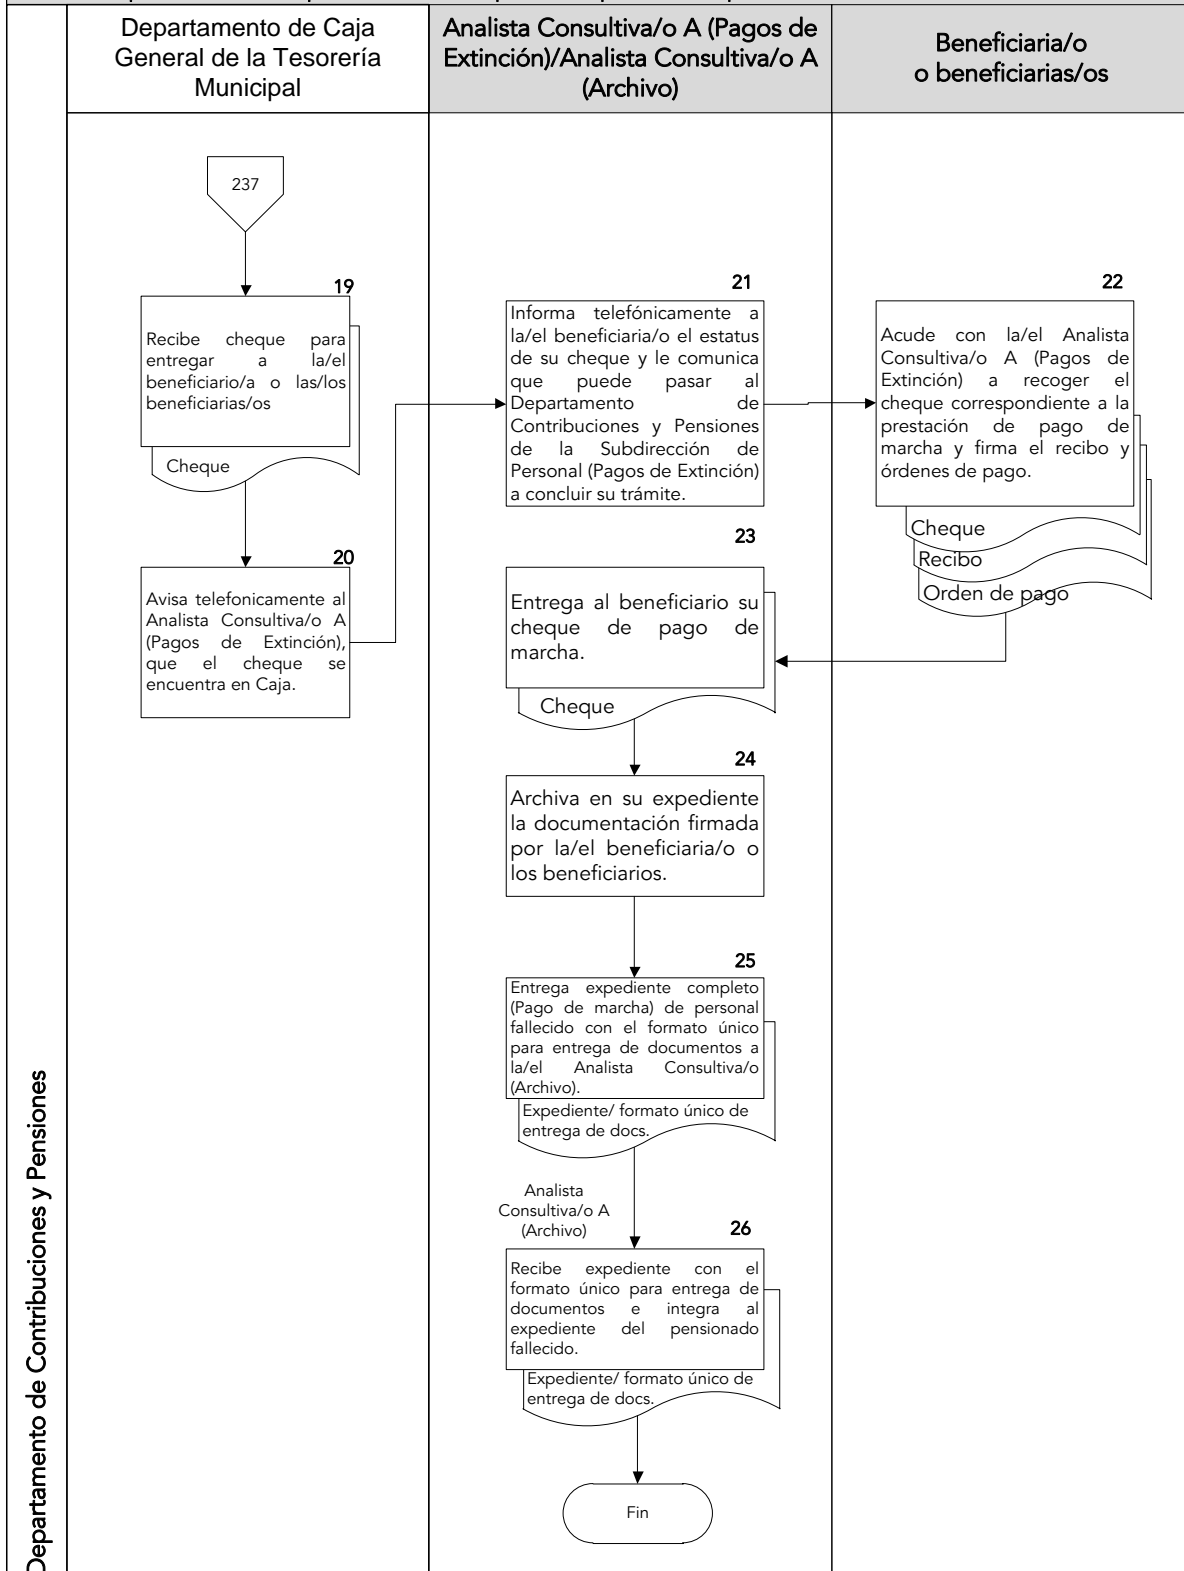 Departamento de Caja
General de la Tesorería
Municipal
Analista Consultiva/o A (Pagos de
Extinción)/Analista Consultiva/o A
(Archivo)
Beneficiaria/o
o beneficiarias/os
237
19
Recibe cheque para
entregar a la/el
beneficiario/a o las/los
beneficiarias/os
Cheque
20
Avisa telefonicamente al
Analista Consultiva/o A
(Pagos de Extinción),
que el cheque se
encuentra en Caja.
21
Informa telefónicamente a
la/el beneficiaria/o el estatus
de su cheque y le comunica
que puede pasar al
Departamento de
Contribuciones y Pensiones
de la Subdirección de
Personal (Pagos de Extinción)
a concluir su trámite.
22
Acude con la/el Analista
Consultiva/o A (Pagos de
Extinción) a recoger el
cheque correspondiente a la
prestación de pago de
marcha y firma el recibo y
órdenes de pago.
Cheque
Recibo
Orden de pago
23
Entrega al beneficiario su
cheque de pago de
marcha.
Cheque
24
Archiva en su expediente
la documentación firmada
por la/el beneficiaria/o o
los beneficiarios.
25
Entrega expediente completo
(Pago de marcha) de personal
fallecido con el formato único
para entrega de documentos a
la/el Analista Consultiva/o
(Archivo).
Expediente/ formato único de
entrega de docs.
Analista
Consultiva/o A
(Archivo)
26
Recibe expediente con el
formato único para entrega de
documentos e integra al
expediente del pensionado
fallecido.
Expediente/ formato único de
entrega de docs.
Fin
Departamento de Contribuciones y Pensiones